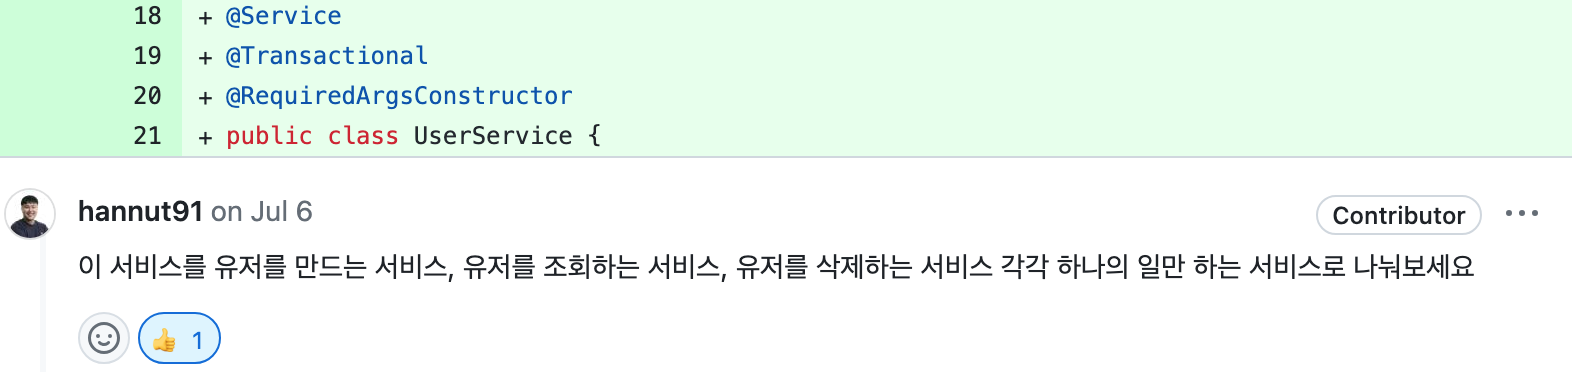 18 + @Service
19 + @Transactional
20 + @RequiredArgsConstructor
21 + public class UserService {
hannut91 on Jul 6 Contributor
이 서비스를 유저를 만드는 서비스, 유저를 조회하는 서비스, 유저를 삭제하는 서비스 각각 하나의 일만 하는 서비스로 나눠보세요
👍 1